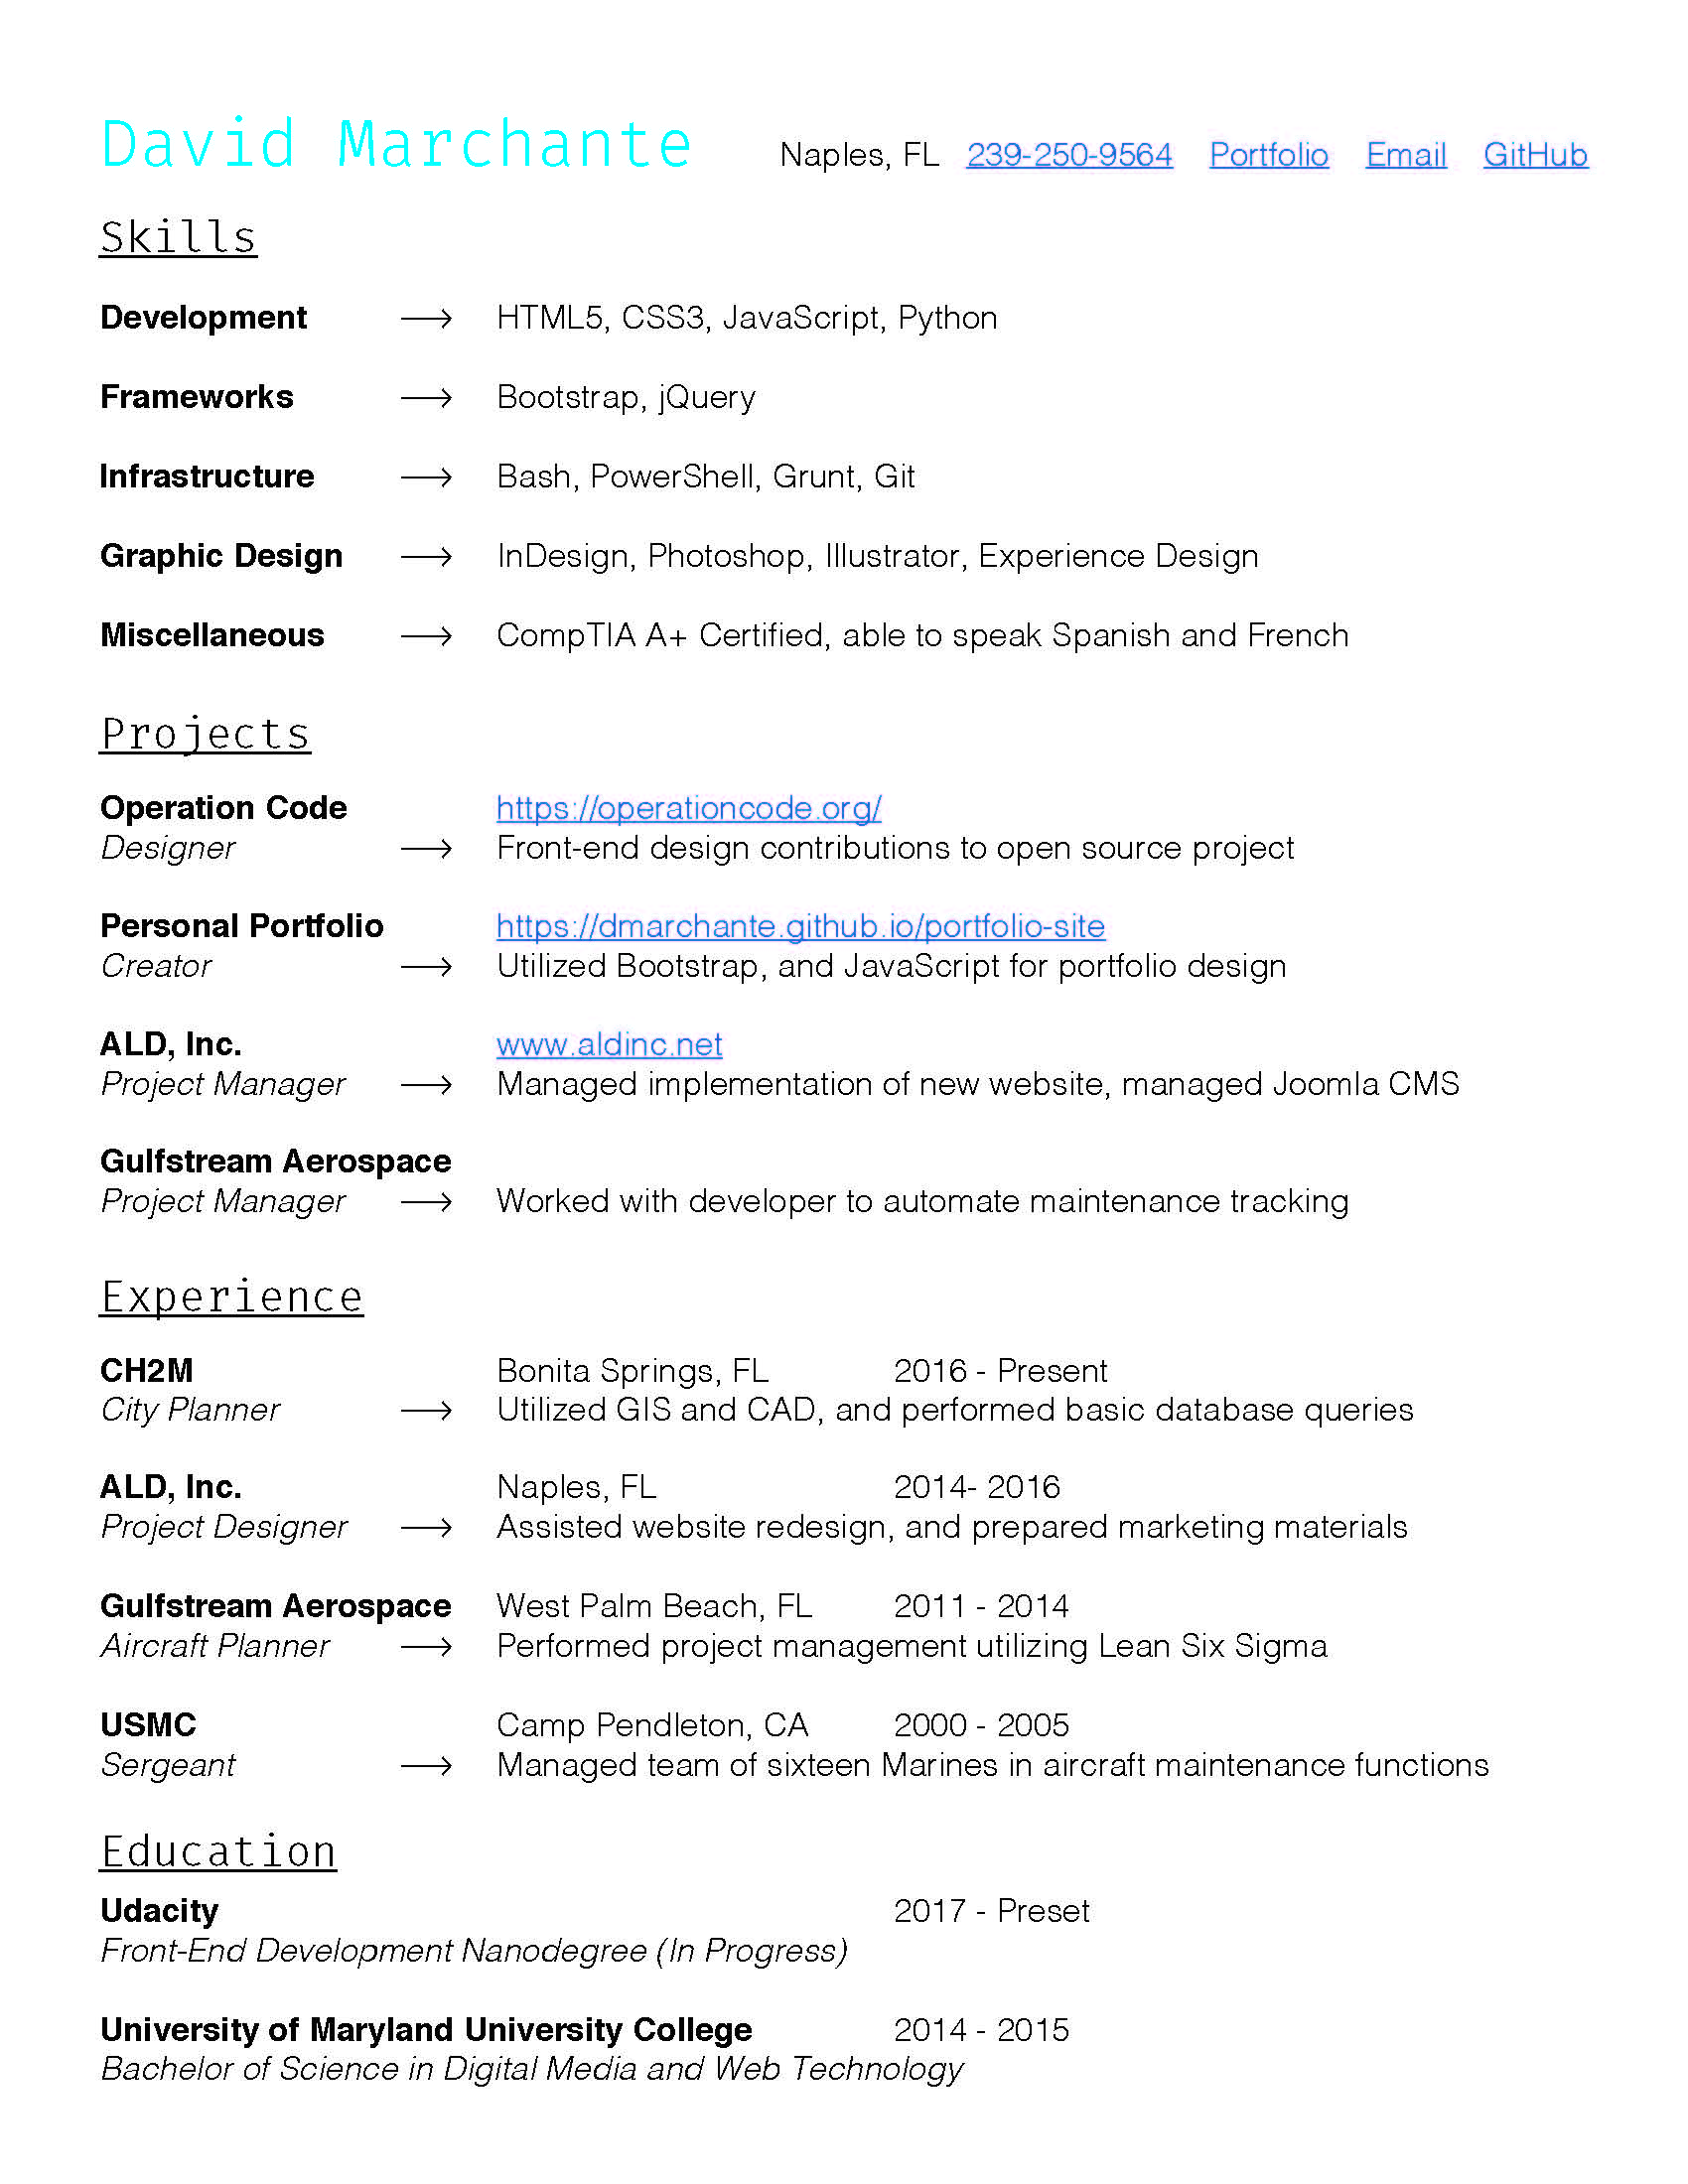 David Marchante Naples, FL 239-250-9564 Portfolio Email GitHub
Skills
Development → HTML5, CSS3, JavaScript, Python
Frameworks → Bootstrap, jQuery
Infrastructure → Bash, PowerShell, Grunt, Git
Graphic Design → InDesign, Photoshop, Illustrator, Experience Design
Miscellaneous → CompTIA A+ Certified, able to speak Spanish and French
Projects
Operation Code https://operationcode.org/
Designer → Front-end design contributions to open source project
Personal Portfolio https://dmarchante.github.io/portfolio-site
Creator → Utilized Bootstrap, and JavaScript for portfolio design
ALD, Inc. www.aldinc.net
Project Manager → Managed implementation of new website, managed Joomla CMS
Gulfstream Aerospace
Project Manager → Worked with developer to automate maintenance tracking
Experience
CH2M Bonita Springs, FL 2016 - Present
City Planner → Utilized GIS and CAD, and performed basic database queries
ALD, Inc. Naples, FL 2014- 2016
Project Designer → Assisted website redesign, and prepared marketing materials
Gulfstream Aerospace West Palm Beach, FL 2011 - 2014
Aircraft Planner → Performed project management utilizing Lean Six Sigma
USMC Camp Pendleton, CA 2000 - 2005
Sergeant → Managed team of sixteen Marines in aircraft maintenance functions
Education
Udacity 2017 - Preset
Front-End Development Nanodegree (In Progress)
University of Maryland University College 2014 - 2015
Bachelor of Science in Digital Media and Web Technology